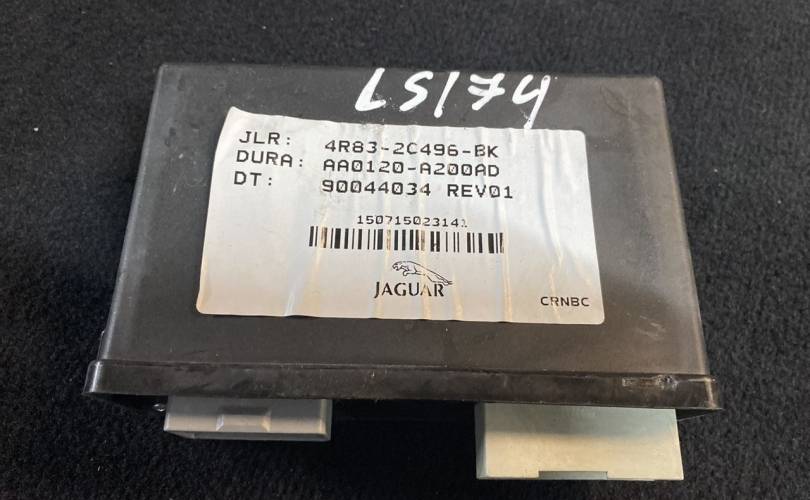 LS174
JLR: 4R83-2C496-BK
DURA: AA0120-A200AD
DT: 90044034 REV01
150715023141
JAGUAR
CRNBC